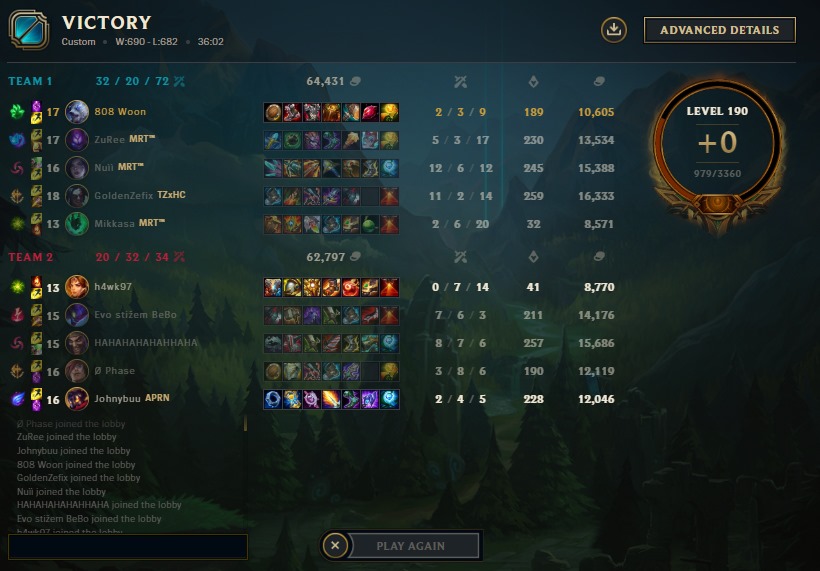 VICTORY
Custom • W:690 - L:682 • 36:02
ADVANCED DETAILS
TEAM 1 32 / 20 / 72 64,431
17 808 Woon 2 / 3 / 9 189 10,605
17 ZuRee MRT™ 5 / 3 / 17 230 13,534
16 Nuii MRT™ 12 / 6 / 12 245 15,388
18 GoldenZefix TZxHC 11 / 2 / 14 259 16,333
13 Mikkasa MRT™ 2 / 6 / 20 32 8,571
LEVEL 190
+0
979/3360
TEAM 2 20 / 32 / 34 62,797
13 h4wk97 0 / 7 / 14 41 8,770
15 Evo stižem BeBo 7 / 6 / 3 211 14,176
15 HAHAHAHAHAHHAHA 8 / 7 / 6 257 15,686
16 Ø Phase 3 / 8 / 6 190 12,119
16 Johnybuu APRN 2 / 4 / 5 228 12,046
Ø Phase joined the lobby
ZuRee joined the lobby
Johnybuu joined the lobby
808 Woon joined the lobby
GoldenZefix joined the lobby
Nuii joined the lobby
HAHAHAHAHAHHAHA joined the lobby
Evo stižem BeBo joined the lobby
h4wk97 joined the lobby
PLAY AGAIN